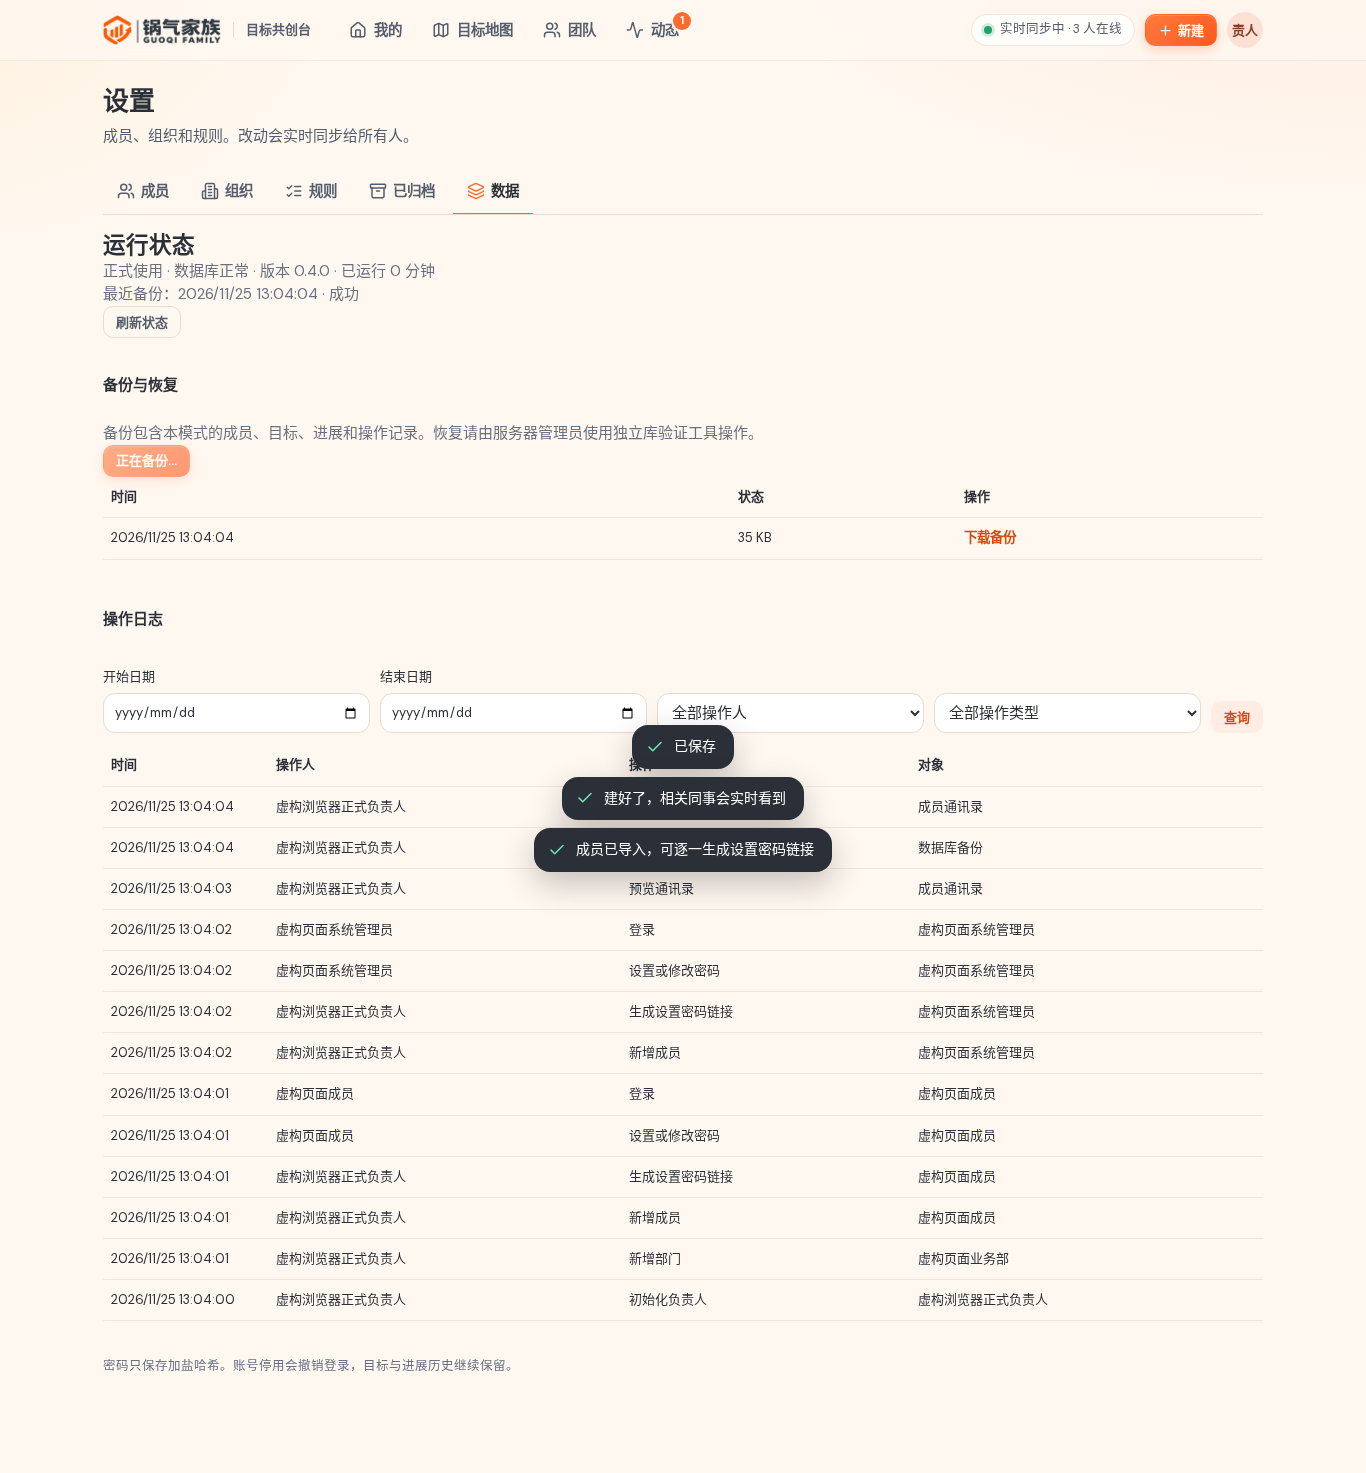 锅气家族
GUOQI FAMILY
目标共创台
我的
目标地图
团队
动态
1
实时同步中 · 3 人在线
新建
责人
设置
成员、组织和规则。改动会实时同步给所有人。
成员
组织
规则
已归档
数据
运行状态
正式使用 · 数据库正常 · 版本 0.4.0 · 已运行 0 分钟
最近备份：2026/11/25 13:04:04 · 成功
刷新状态
备份与恢复
备份包含本模式的成员、目标、进展和操作记录。恢复请由服务器管理员使用独立库验证工具操作。
正在备份...
时间 状态 操作
2026/11/25 13:04:04 35 KB 下载备份
操作日志
开始日期 结束日期
yyyy/mm/dd yyyy/mm/dd 全部操作人 全部操作类型 查询
已保存
建好了，相关同事会实时看到
成员已导入，可逐一生成设置密码链接
时间 操作人 对象
2026/11/25 13:04:04 虚构浏览器正式负责人 成员通讯录
2026/11/25 13:04:04 虚构浏览器正式负责人 数据库备份
2026/11/25 13:04:03 虚构浏览器正式负责人 预览通讯录 成员通讯录
2026/11/25 13:04:02 虚构页面系统管理员 登录 虚构页面系统管理员
2026/11/25 13:04:02 虚构页面系统管理员 设置或修改密码 虚构页面系统管理员
2026/11/25 13:04:02 虚构浏览器正式负责人 生成设置密码链接 虚构页面系统管理员
2026/11/25 13:04:02 虚构浏览器正式负责人 新增成员 虚构页面系统管理员
2026/11/25 13:04:01 虚构页面成员 登录 虚构页面成员
2026/11/25 13:04:01 虚构页面成员 设置或修改密码 虚构页面成员
2026/11/25 13:04:01 虚构浏览器正式负责人 生成设置密码链接 虚构页面成员
2026/11/25 13:04:01 虚构浏览器正式负责人 新增成员 虚构页面成员
2026/11/25 13:04:01 虚构浏览器正式负责人 新增部门 虚构页面业务部
2026/11/25 13:04:00 虚构浏览器正式负责人 初始化负责人 虚构浏览器正式负责人
密码只保存加盐哈希。账号停用会撤销登录，目标与进展历史继续保留。